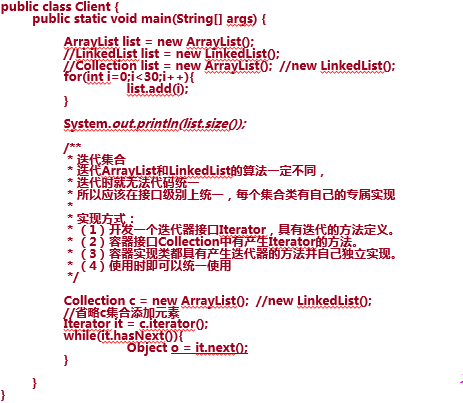 public class Client {
public static void main(String[] args) {
ArrayList list = new ArrayList();
//LinkedList list = new LinkedList();
//Collection list = new ArrayList();  //new LinkedList();
for(int i=0;i<30;i++){
list.add(i);
}
System.out.println(list.size());
/**
* 迭代集合
* 迭代ArrayList和LinkedList的算法一定不同，
* 迭代时就无法代码统一
* 所以应该在接口级别上统一，每个集合类有自己的专属实现
*
* 实现方式：
* （1）开发一个迭代器接口Iterator，具有迭代的方法定义。
* （2）容器接口Collection中有产生Iterator的方法。
* （3）容器实现类都具有产生迭代器的方法并自己独立实现。
* （4）使用时即可以统一使用
*/
Collection c = new ArrayList();  //new LinkedList();
//省略c集合添加元素
Iterator it = c.iterator();
while(it.hasNext()){
Object o = it.next();
}
}
}